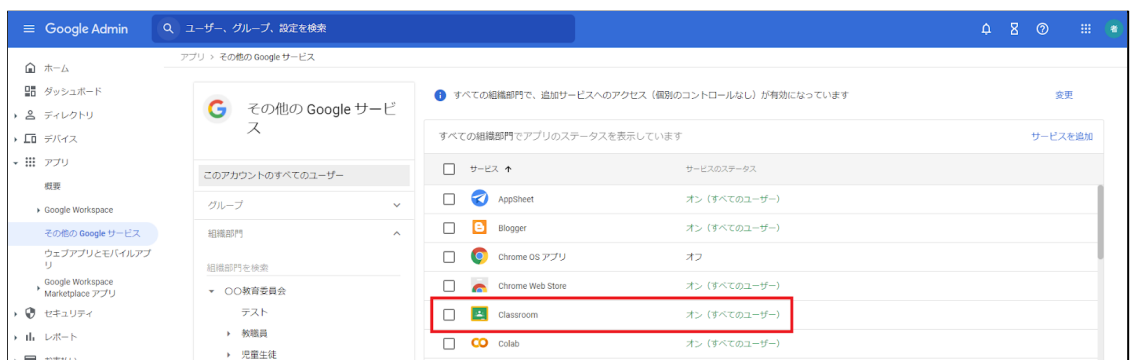 Google Admin
ユーザー、グループ、設定を検索
者
アプリ > その他の Google サービス
ホーム
ダッシュボード
ディレクトリ
デバイス
アプリ
概要
Google Workspace
その他の Google サービス
ウェブアプリとモバイルアプ
リ
Google Workspace
Marketplace アプリ
セキュリティ
レポート
その他の Google サービ
ス
このアカウントのすべてのユーザー
グループ
組織部門
組織部門を検索
〇〇教育委員会
テスト
教職員
児童生徒
すべての組織部門で、追加サービスへのアクセス（個別のコントロールなし）が有効になっています
変更
すべての組織部門でアプリのステータスを表示しています
サービスを追加
サービス ↑
サービスのステータス
AppSheet
オン（すべてのユーザー）
Blogger
オン（すべてのユーザー）
Chrome OS アプリ
オフ
Chrome Web Store
オン（すべてのユーザー）
Classroom
オン（すべてのユーザー）
Colab
オン（すべてのユーザー）